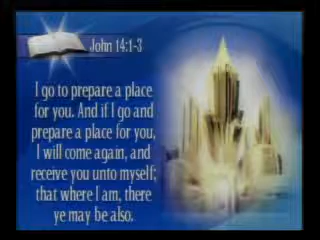 John 14:1-3
I go to prepare a place
for you. And if I go and
prepare a place for you,
I will come again, and
receive you unto myself;
that where I am, there
ye may be also.